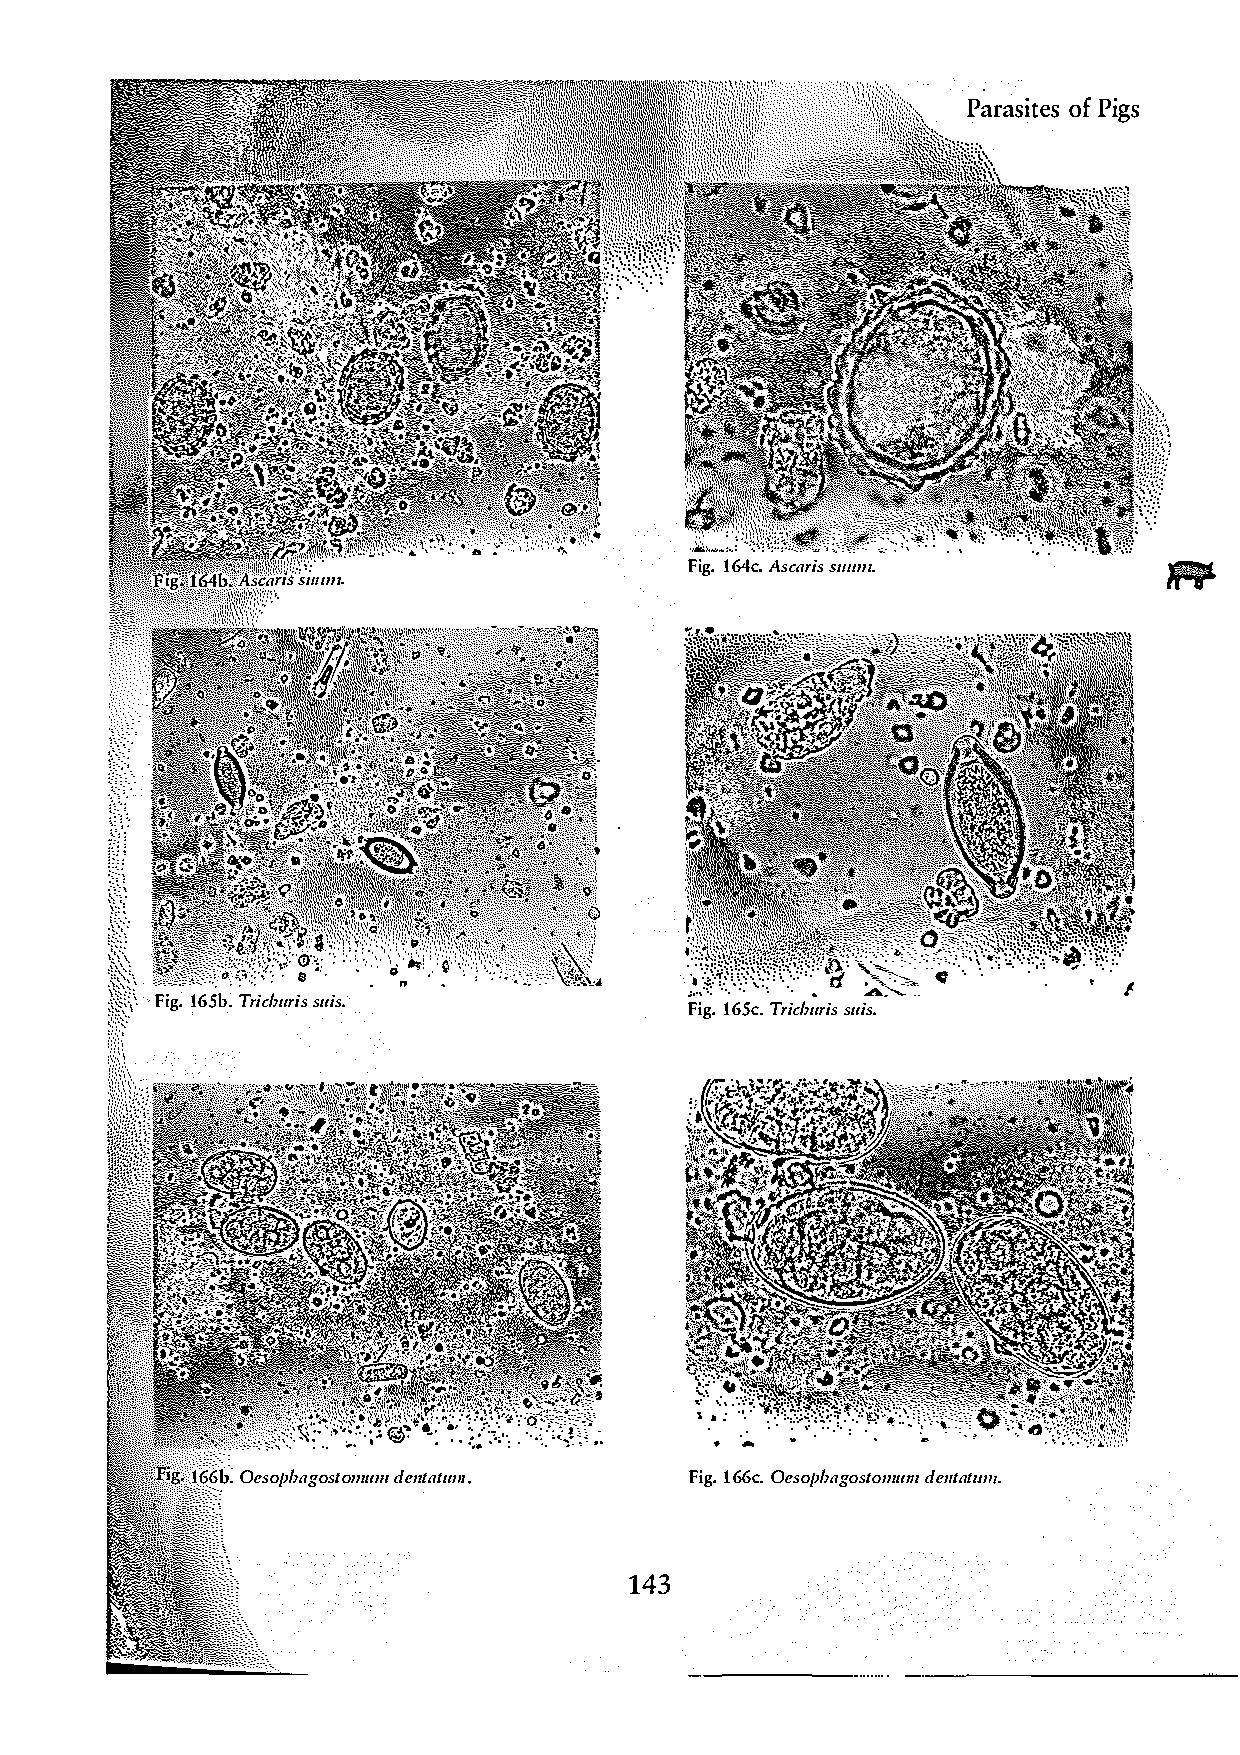 Parasites of Pigs
Fig. 164b. Ascaris suum.
Fig. 164c. Ascaris suum.
Fig. 165b. Trichuris suis.
Fig. 165c. Trichuris suis.
Fig. 166b. Oesophagostomum dentatum.
Fig. 166c. Oesophagostomum dentatum.
143